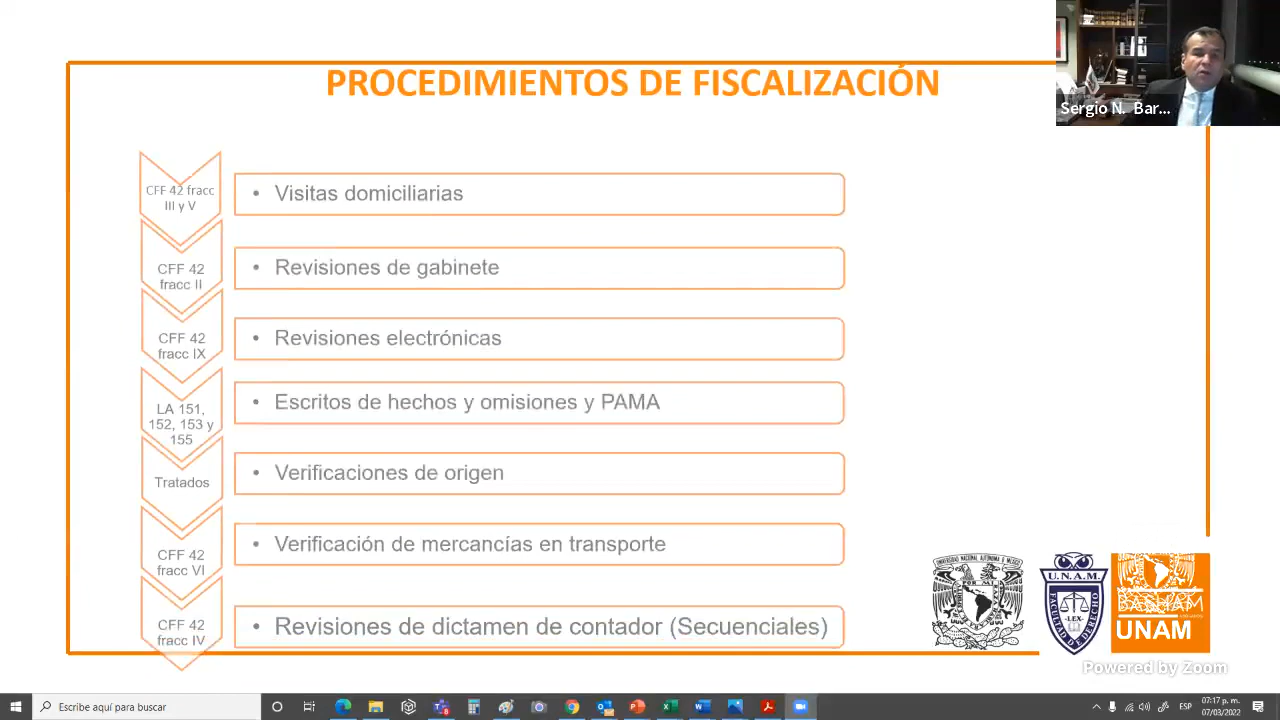 PROCEDIMIENTOS DE FISCALIZACIÓN
Sergio N. Bar...
CFF 42 fracc
III y V
• Visitas domiciliarias
CFF 42
fracc II
• Revisiones de gabinete
CFF 42
fracc IX
• Revisiones electrónicas
LA 151,
152, 153 y
155
• Escritos de hechos y omisiones y PAMA
Tratados
• Verificaciones de origen
CFF 42
fracc VI
• Verificación de mercancías en transporte
CFF 42
fracc IV
• Revisiones de dictamen de contador (Secuenciales)
U.N.A.M.
FACULTAD DE DERECHO
·LEX·
UNAM
Powered by Zoom
Escribe aquí para buscar
ESP
07:17 p. m.
07/03/2022